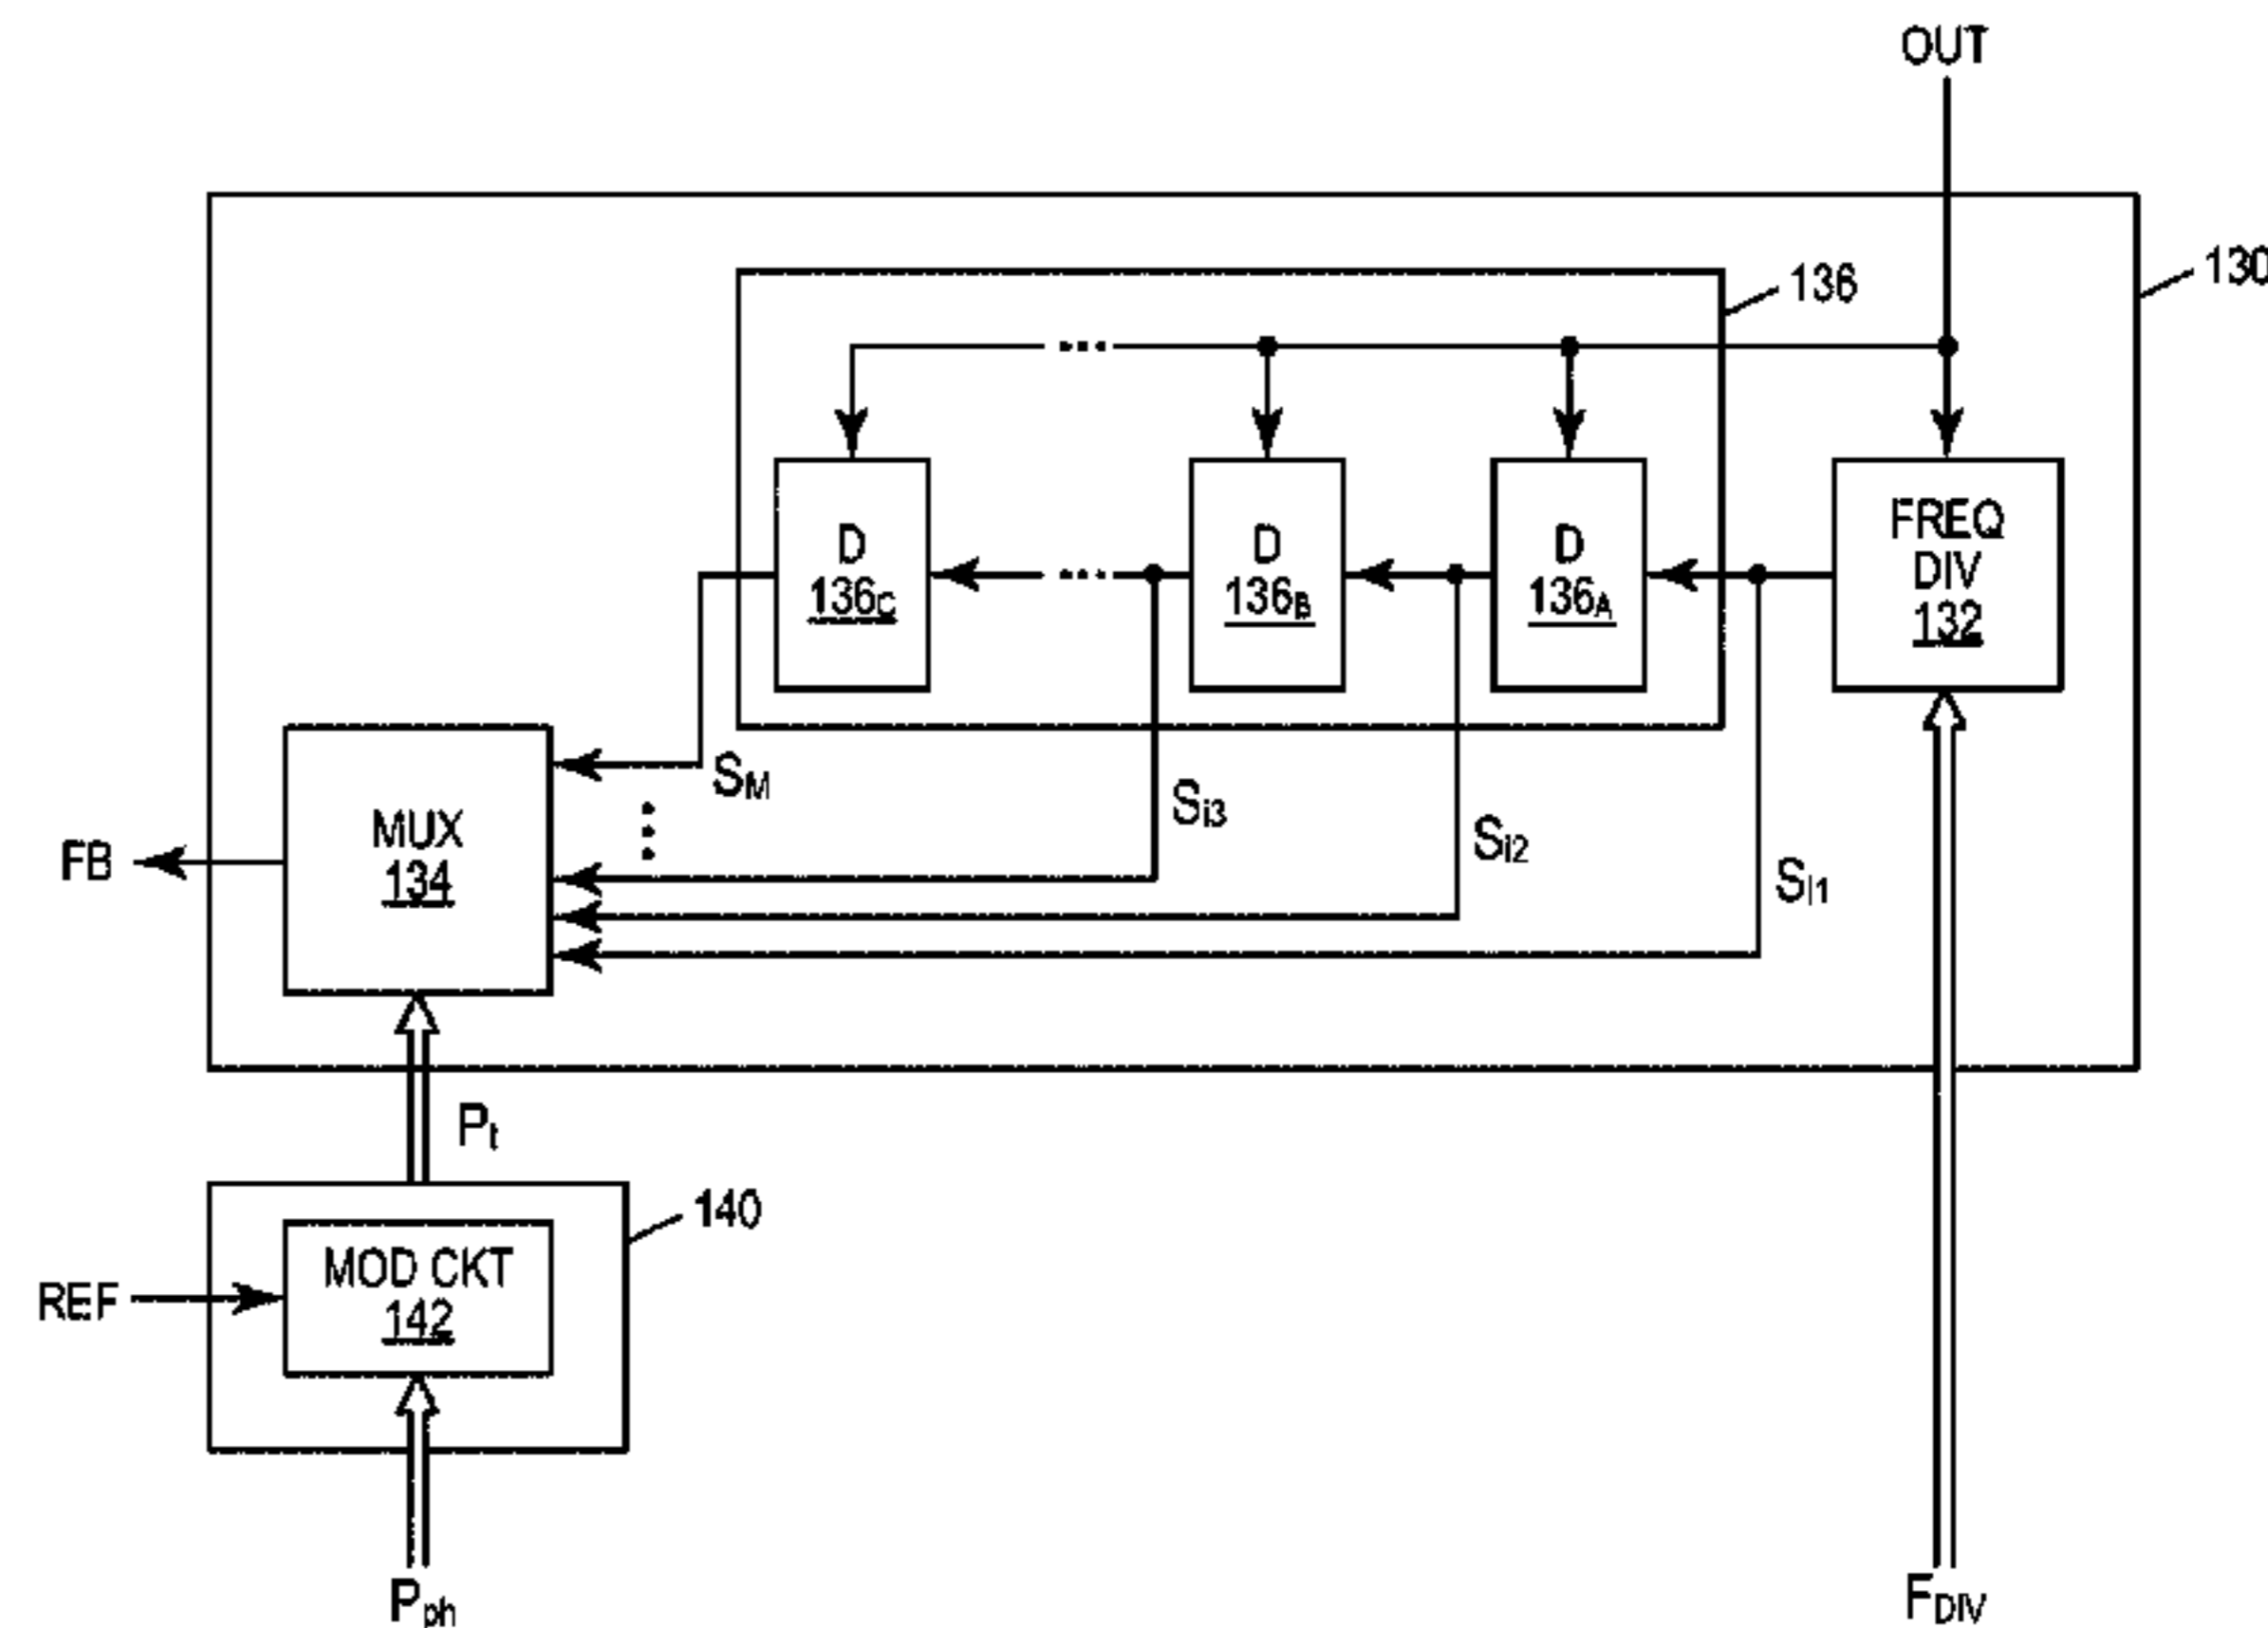 OUT
130
136
D
136C
D
136B
D
136A
FREQ
DIV
132
SM
Si3
Si2
Si1
MUX
134
FB
Pt
140
MOD CKT
142
REF
Pph
FDIV